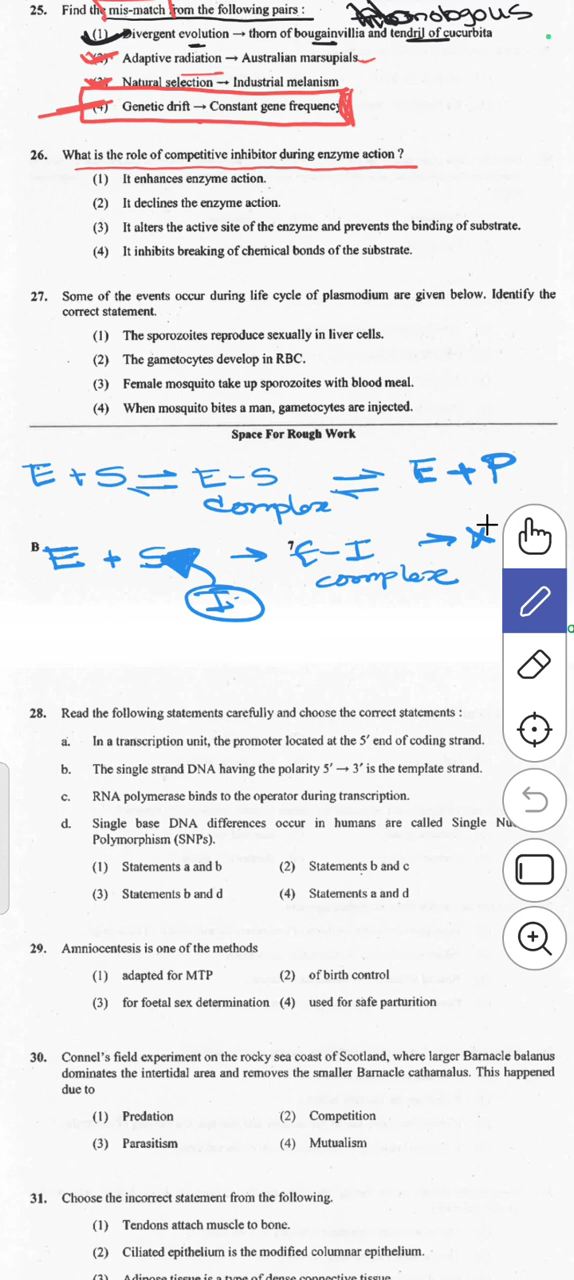 25. Find the mis-match from the following pairs :
homologous
(1) Divergent evolution → thorn of bougainvillia and tendril of cucurbita
(2) Adaptive radiation → Australian marsupials
(3) Natural selection → Industrial melanism
(4) Genetic drift → Constant gene frequency
26. What is the role of competitive inhibitor during enzyme action ?
(1) It enhances enzyme action.
(2) It declines the enzyme action.
(3) It alters the active site of the enzyme and prevents the binding of substrate.
(4) It inhibits breaking of chemical bonds of the substrate.
27. Some of the events occur during life cycle of plasmodium are given below. Identify the
correct statement.
(1) The sporozoites reproduce sexually in liver cells.
(2) The gametocytes develop in RBC.
(3) Female mosquito take up sporozoites with blood meal.
(4) When mosquito bites a man, gametocytes are injected.
Space For Rough Work
E + S ⇌ E-S ⇌ E + P
complex
B 7
E + S → E-I → x
complex
I
28. Read the following statements carefully and choose the correct statements :
a. In a transcription unit, the promoter located at the 5′ end of coding strand.
b. The single strand DNA having the polarity 5′ → 3′ is the template strand.
c. RNA polymerase binds to the operator during transcription.
d. Single base DNA differences occur in humans are called Single
Polymorphism (SNPs).
(1) Statements a and b (2) Statements b and c
(3) Statements b and d (4) Statements a and d
29. Amniocentesis is one of the methods
(1) adapted for MTP (2) of birth control
(3) for foetal sex determination (4) used for safe parturition
30. Connel's field experiment on the rocky sea coast of Scotland, where larger Barnacle balanus
dominates the intertidal area and removes the smaller Barnacle cathamalus. This happened
due to
(1) Predation (2) Competition
(3) Parasitism (4) Mutualism
31. Choose the incorrect statement from the following.
(1) Tendons attach muscle to bone.
(2) Ciliated epithelium is the modified columnar epithelium.
(3) Adipose tissue is a type of dense connective tissue